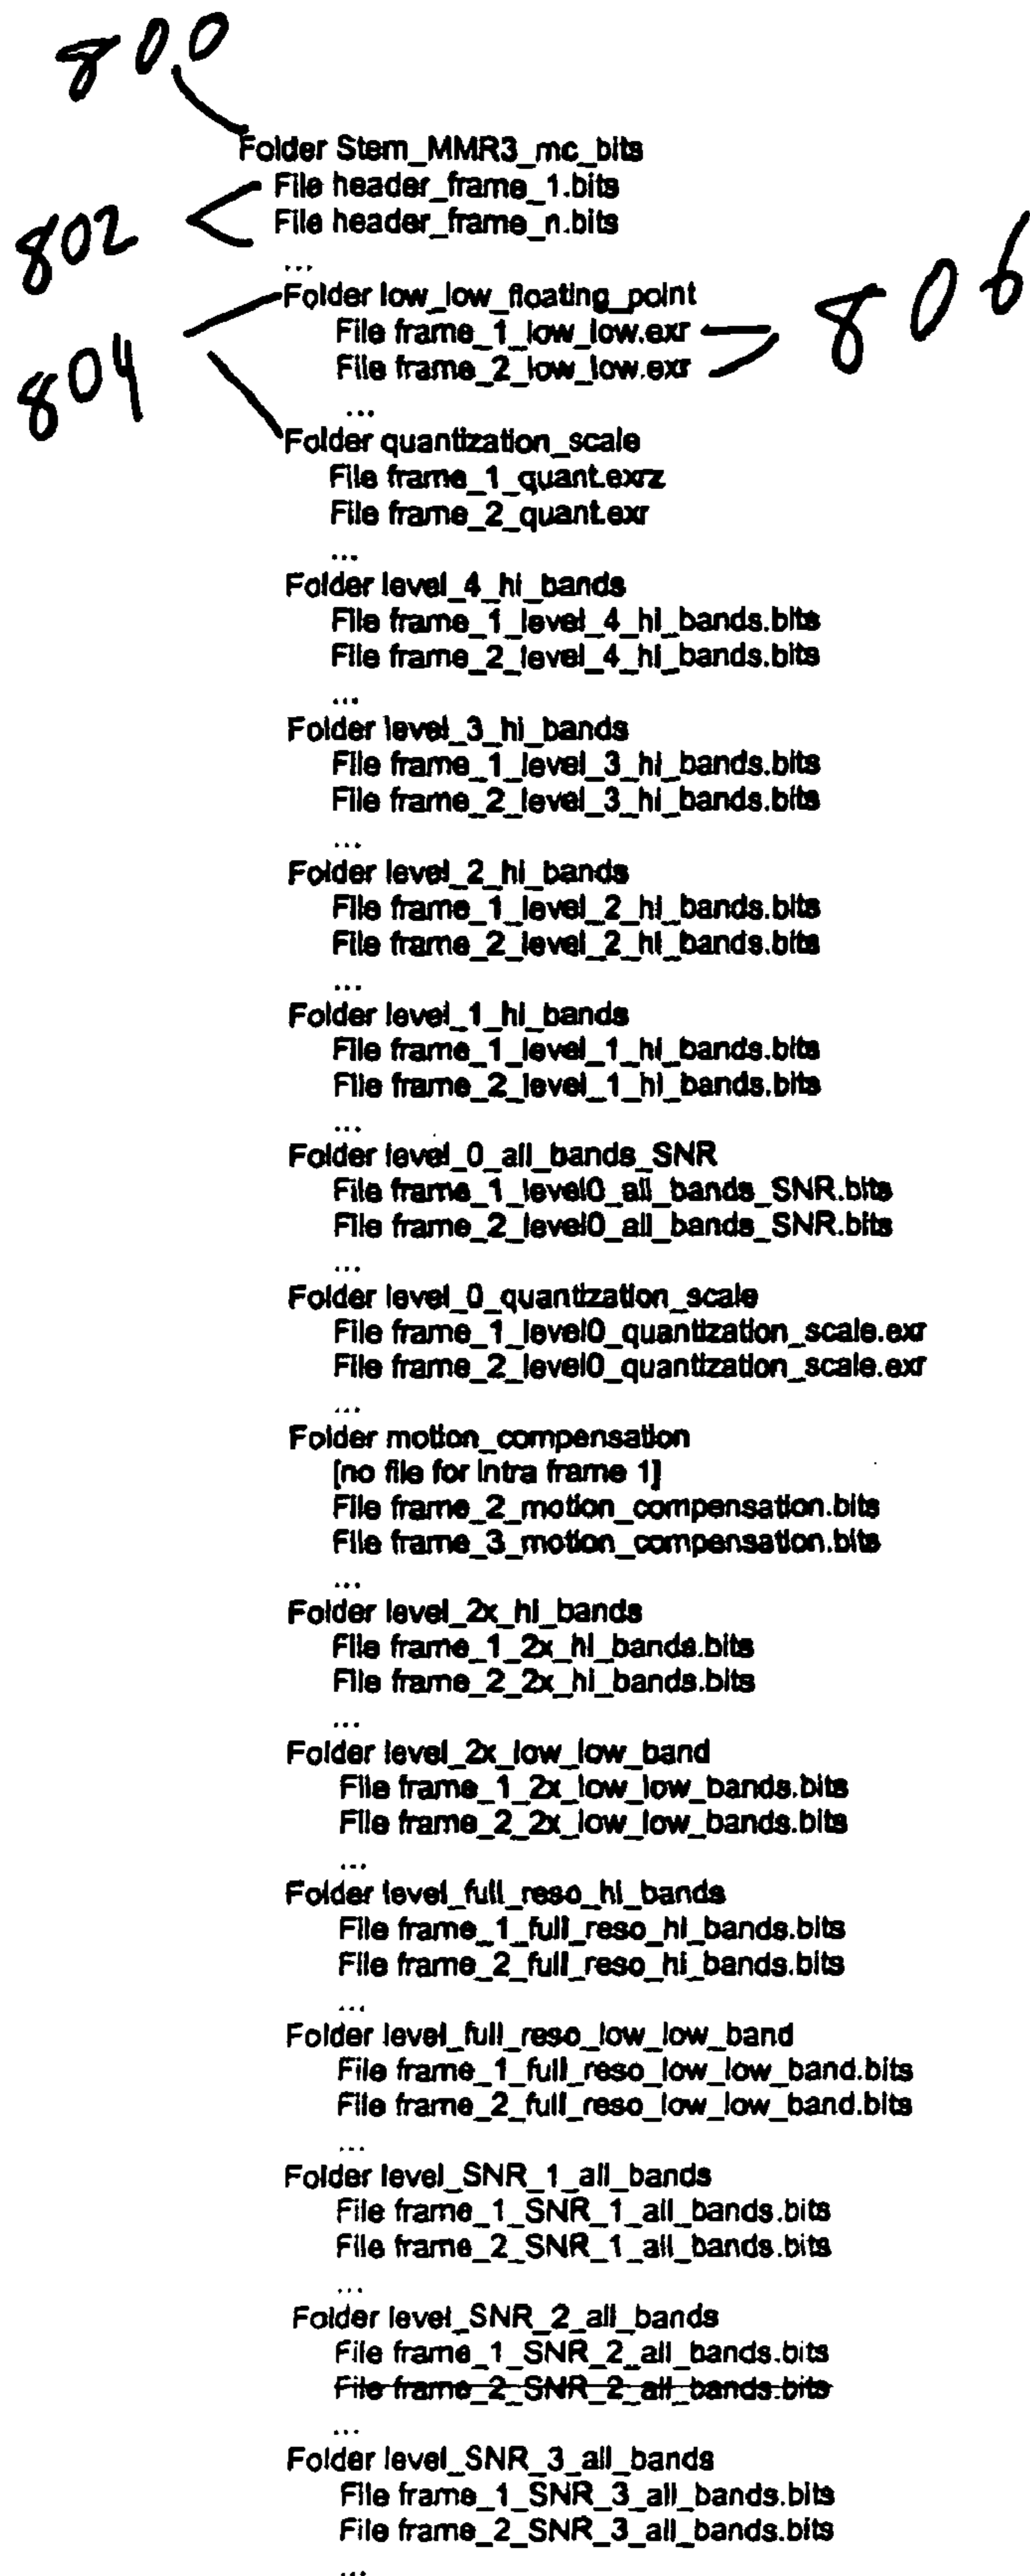 800
Folder Stem_MMR3_mc_bits
File header_frame_1.bits
802
File header_frame_n.bits
...
Folder low_low_floating_point
806
File frame_1_low_low.exr
804
File frame_2_low_low.exr
...
Folder quantization_scale
File frame_1_quant.exrz
File frame_2_quant.exr
...
Folder level_4_hi_bands
File frame_1_level_4_hi_bands.bits
File frame_2_level_4_hi_bands.bits
...
Folder level_3_hi_bands
File frame_1_level_3_hi_bands.bits
File frame_2_level_3_hi_bands.bits
...
Folder level_2_hi_bands
File frame_1_level_2_hi_bands.bits
File frame_2_level_2_hi_bands.bits
...
Folder level_1_hi_bands
File frame_1_level_1_hi_bands.bits
File frame_2_level_1_hi_bands.bits
...
Folder level_0_all_bands_SNR
File frame_1_level0_all_bands_SNR.bits
File frame_2_level0_all_bands_SNR.bits
...
Folder level_0_quantization_scale
File frame_1_level0_quantization_scale.exr
File frame_2_level0_quantization_scale.exr
...
Folder motion_compensation
[no file for intra frame 1]
File frame_2_motion_compensation.bits
File frame_3_motion_compensation.bits
...
Folder level_2x_hi_bands
File frame_1_2x_hi_bands.bits
File frame_2_2x_hi_bands.bits
...
Folder level_2x_low_low_band
File frame_1_2x_low_low_bands.bits
File frame_2_2x_low_low_bands.bits
...
Folder level_full_reso_hi_bands
File frame_1_full_reso_hi_bands.bits
File frame_2_full_reso_hi_bands.bits
...
Folder level_full_reso_low_low_band
File frame_1_full_reso_low_low_band.bits
File frame_2_full_reso_low_low_band.bits
...
Folder level_SNR_1_all_bands
File frame_1_SNR_1_all_bands.bits
File frame_2_SNR_1_all_bands.bits
...
Folder level_SNR_2_all_bands
File frame_1_SNR_2_all_bands.bits
File frame_2_SNR_2_all_bands.bits
...
Folder level_SNR_3_all_bands
File frame_1_SNR_3_all_bands.bits
File frame_2_SNR_3_all_bands.bits
...